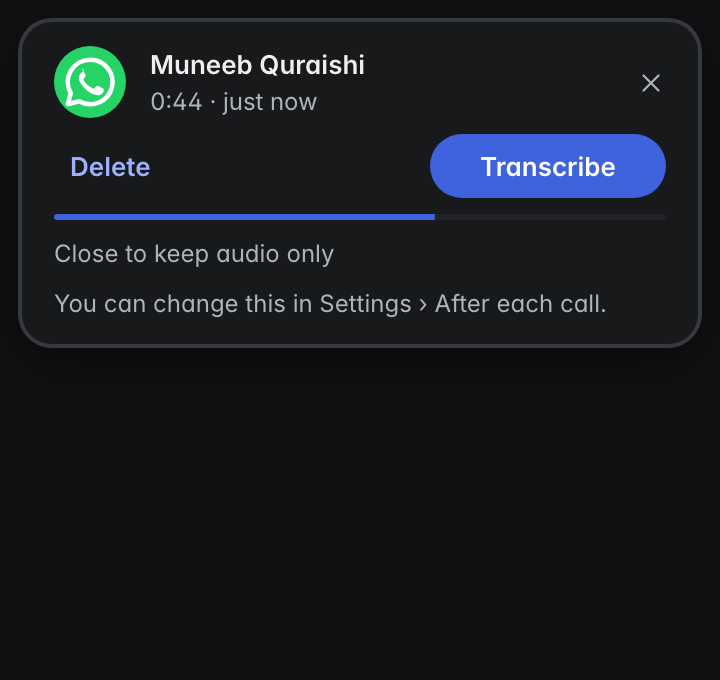 Muneeb Quraishi
0:44 · just now
Delete
Transcribe
Close to keep audio only
You can change this in Settings › After each call.